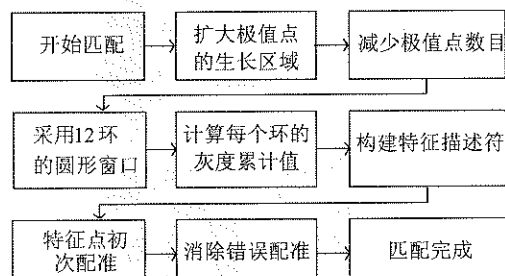 开始匹配
扩大极值点
的生长区域
减少极值点数目
采用12环
的圆形窗口
计算每个环的
灰度累计值
构建特征描述符
特征点初
次配准
消除错误配准
匹配完成